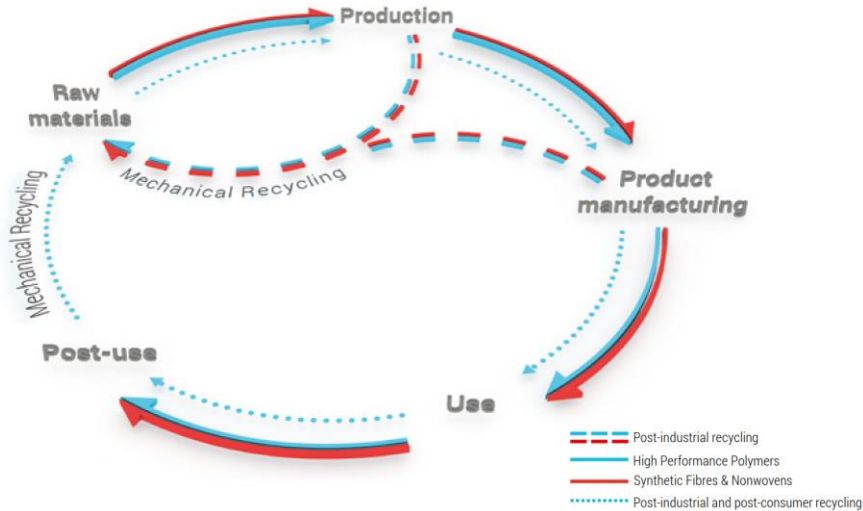 Production
Raw
materials
Mechanical Recycling
Product
manufacturing
Mechanical Recycling
Post-use
Use
Post-industrial recycling
High Performance Polymers
Synthetic Fibres & Nonwovens
Post-industrial and post-consumer recycling